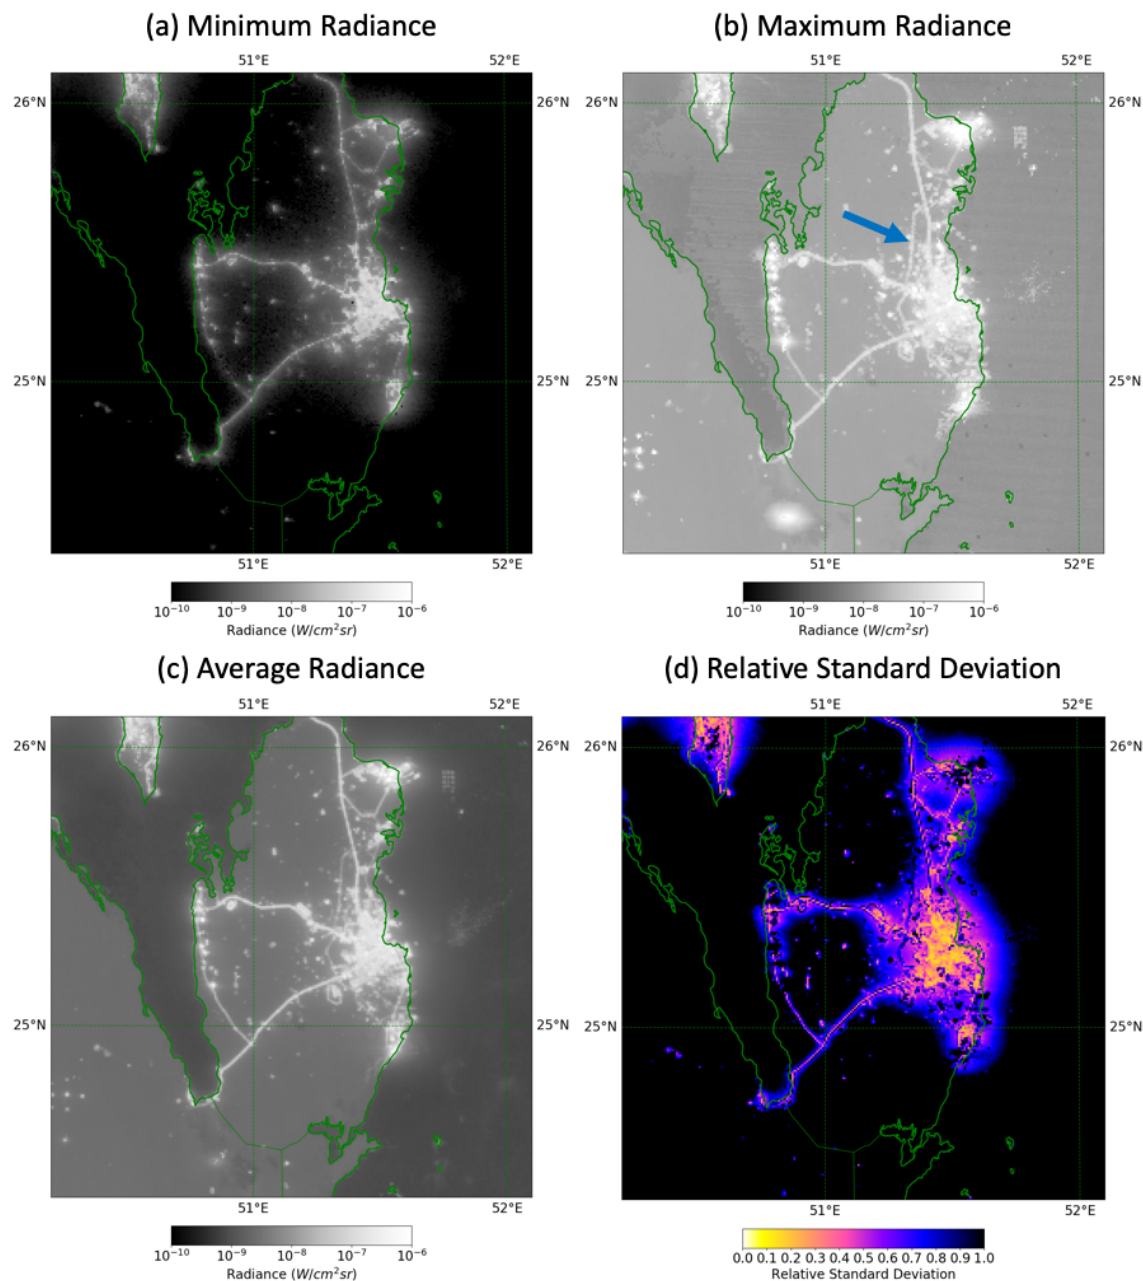 (a) Minimum Radiance
(b) Maximum Radiance
51°E 52°E 51°E 52°E
26°N 26°N 26°N 26°N
25°N 25°N 25°N 25°N
51°E 52°E 51°E 52°E
10⁻¹⁰ 10⁻⁹ 10⁻⁸ 10⁻⁷ 10⁻⁶ 10⁻¹⁰ 10⁻⁹ 10⁻⁸ 10⁻⁷ 10⁻⁶
Radiance (W/cm²sr) Radiance (W/cm²sr)
(c) Average Radiance
(d) Relative Standard Deviation
51°E 52°E 51°E 52°E
26°N 26°N 26°N 26°N
25°N 25°N 25°N 25°N
51°E 52°E 51°E 52°E
10⁻¹⁰ 10⁻⁹ 10⁻⁸ 10⁻⁷ 10⁻⁶ 0.0 0.1 0.2 0.3 0.4 0.5 0.6 0.7 0.8 0.9 1.0
Radiance (W/cm²sr) Relative Standard Deviation